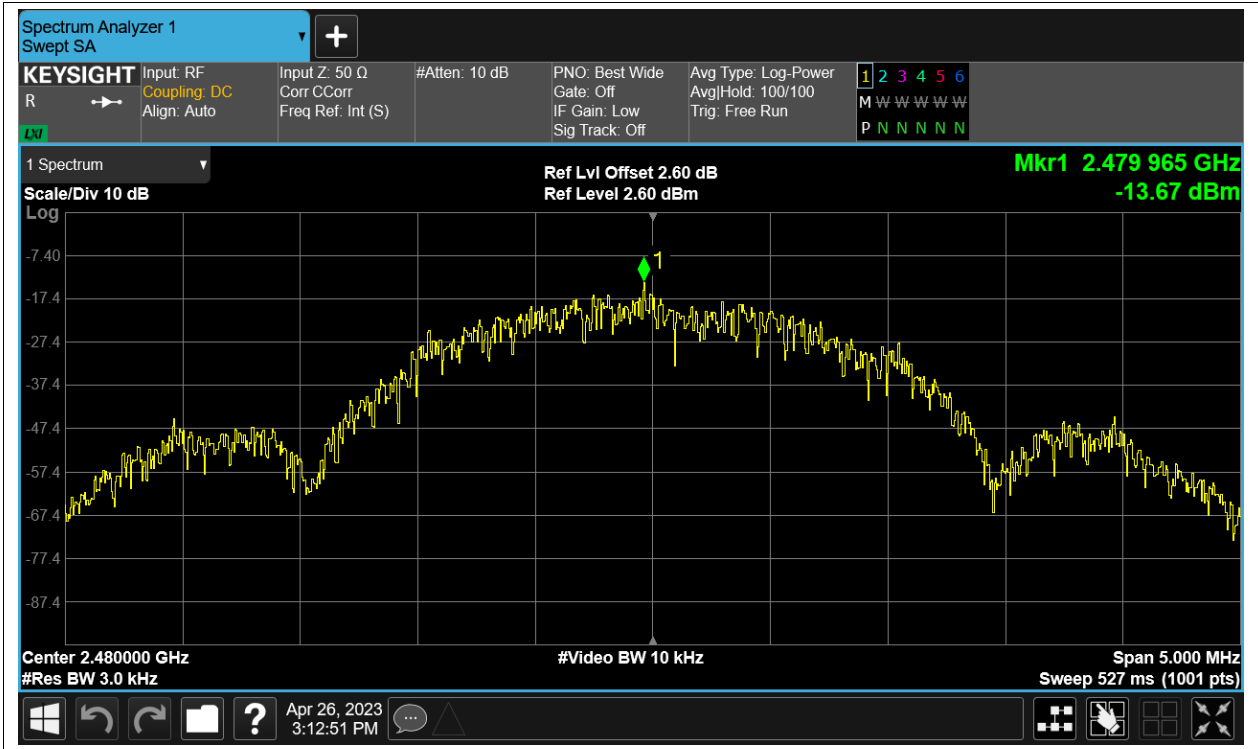 Spectrum Analyzer 1
Swept SA
KEYSIGHT
R
LXI
Input: RF
Coupling: DC
Align: Auto
Input Z: 50 Ω
Corr CCorr
Freq Ref: Int (S)
#Atten: 10 dB
PNO: Best Wide
Gate: Off
IF Gain: Low
Sig Track: Off
Avg Type: Log-Power
Avg|Hold: 100/100
Trig: Free Run
1 2 3 4 5 6
M W W W W W
P N N N N N
1 Spectrum
Scale/Div 10 dB
Log
Ref Lvl Offset 2.60 dB
Ref Level 2.60 dBm
Mkr1 2.479 965 GHz
-13.67 dBm
1
-7.40
-17.4
-27.4
-37.4
-47.4
-57.4
-67.4
-77.4
-87.4
Center 2.480000 GHz
#Video BW 10 kHz
Span 5.000 MHz
#Res BW 3.0 kHz
Sweep 527 ms (1001 pts)
?
Apr 26, 2023
3:12:51 PM